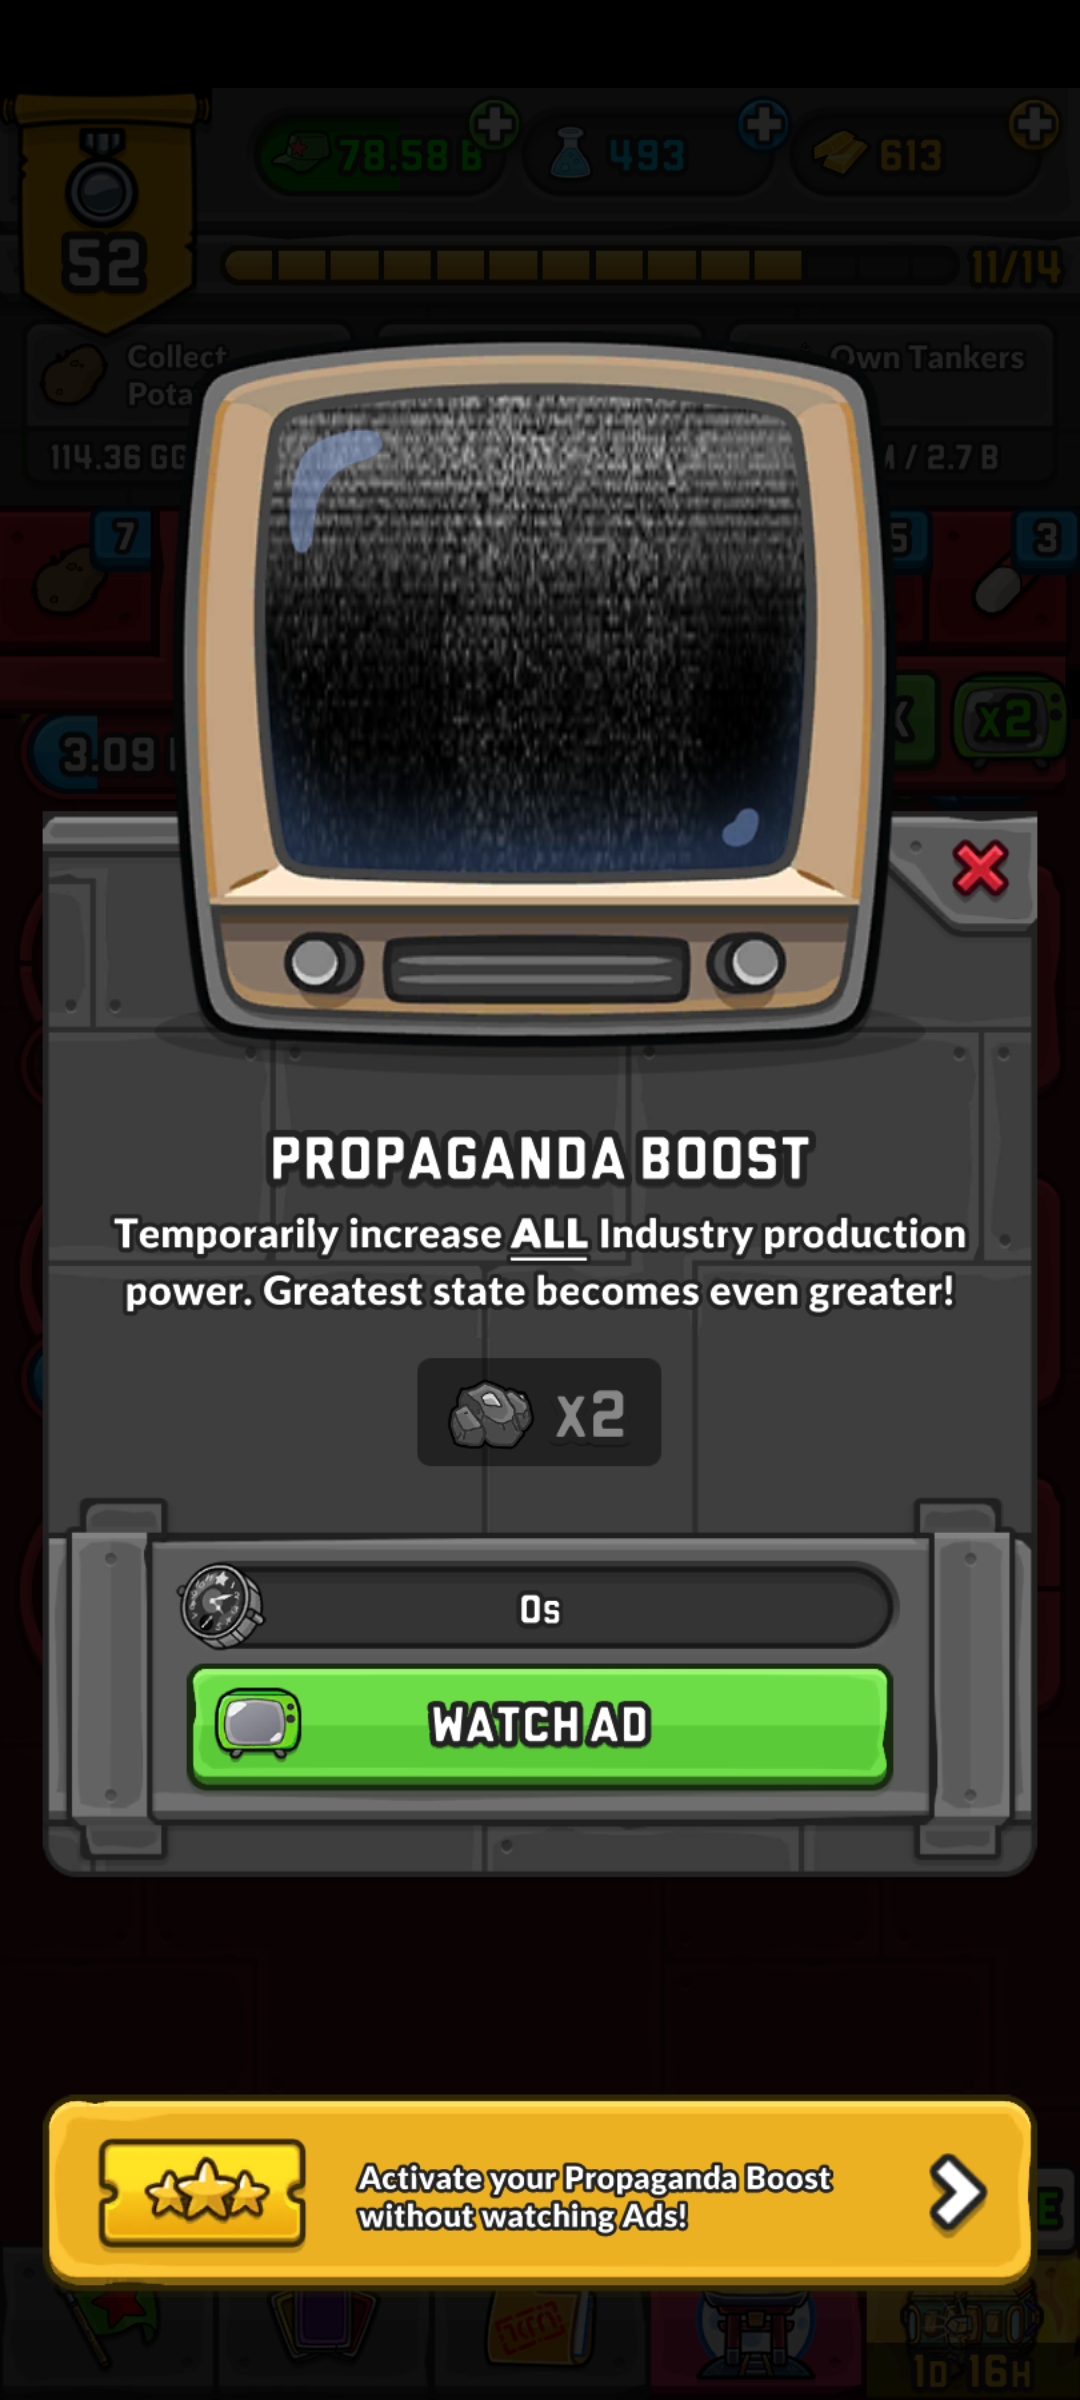 78.58 B
493
613
52
11/14
Collect
Pota
Own Tankers
114.36 GG
/ 2.7 B
7
5
3
3.09
x2
PROPAGANDA BOOST
Temporarily increase ALL Industry production
power. Greatest state becomes even greater!
x2
0s
WATCH AD
Activate your Propaganda Boost
without watching Ads!
1D 16H